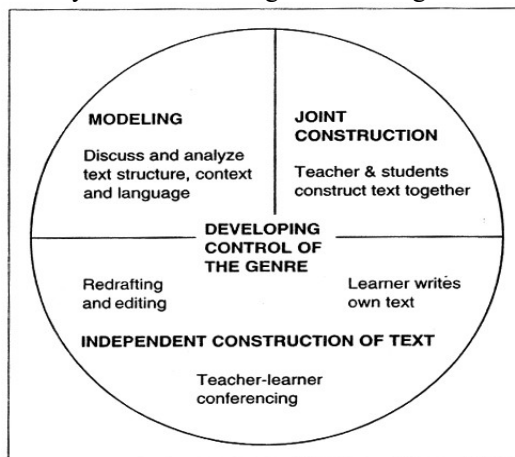 MODELING
Discuss and analyze
text structure, context
and language
JOINT
CONSTRUCTION
Teacher & students
construct text together
DEVELOPING
CONTROL OF
THE GENRE
Redrafting
and editing
Learner writes
own text
INDEPENDENT CONSTRUCTION OF TEXT
Teacher-learner
conferencing